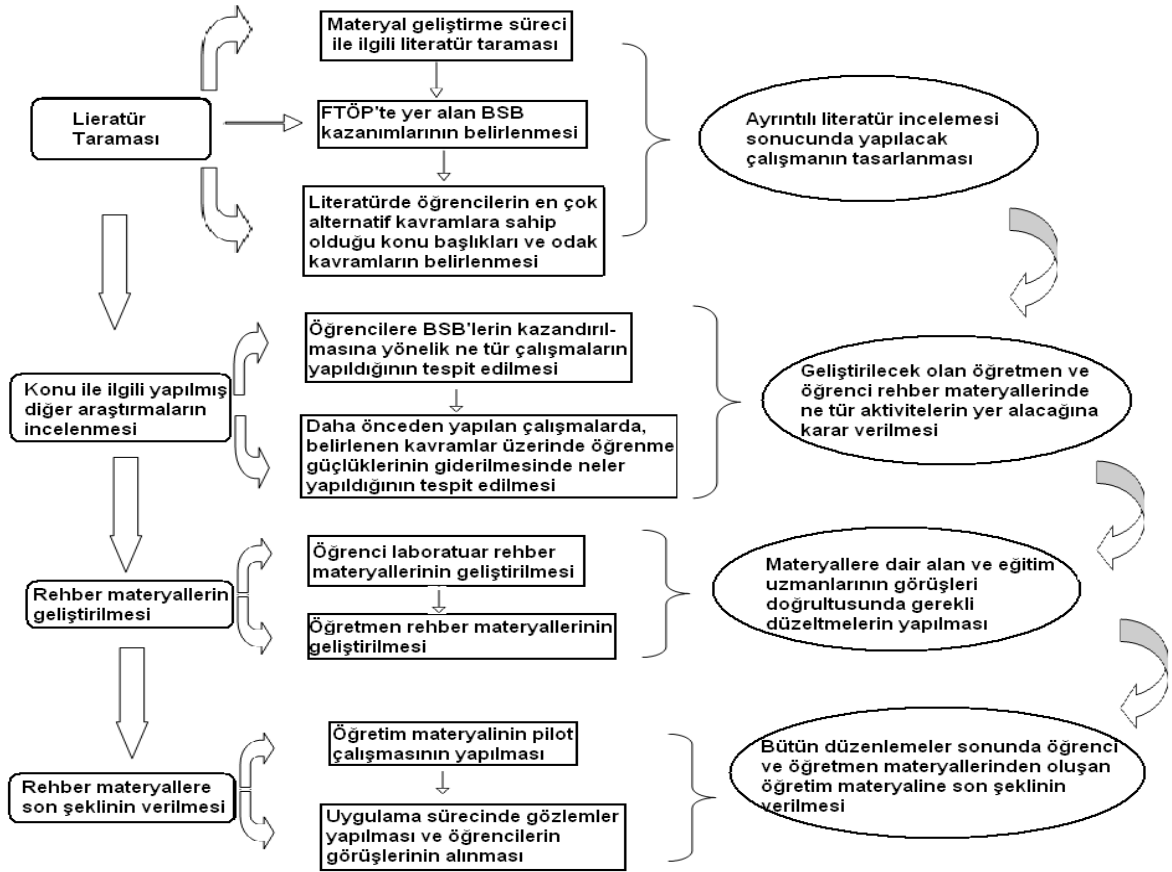 Materyal geliştirme süreci
ile ilgili literatür taraması
Lieratür
Taraması
FTÖP'te yer alan BSB
kazanımlarının belirlenmesi
Ayrıntılı literatür incelemesi
sonucunda yapılacak
çalışmanın tasarlanması
Literatürde öğrencilerin en çok
alternatif kavramlara sahip
olduğu konu başlıkları ve odak
kavramların belirlenmesi
Konu ile ilgili yapılmış
diğer araştırmaların
incelenmesi
Öğrencilere BSB'lerin kazandırıl-
masına yönelik ne tür çalışmaların
yapıldığının tespit edilmesi
Daha önceden yapılan çalışmalarda,
belirlenen kavramlar üzerinde öğrenme
güçlüklerinin giderilmesinde neler
yapıldığının tespit edilmesi
Geliştirilecek olan öğretmen ve
öğrenci rehber materyallerinde
ne tür aktivitelerin yer alacağına
karar verilmesi
Rehber materyallerin
geliştirilmesi
Öğrenci laboratuar rehber
materyallerinin geliştirilmesi
Öğretmen rehber materyallerinin
geliştirilmesi
Materyallere dair alan ve eğitim
uzmanlarının görüşleri
doğrultusunda gerekli
düzeltmelerin yapılması
Rehber materyallere
son şeklinin verilmesi
Öğretim materyalinin pilot
çalışmasının yapılması
Uygulama sürecinde gözlemler
yapılması ve öğrencilerin
görüşlerinin alınması
Bütün düzenlemeler sonunda öğrenci
ve öğretmen materyallerinden oluşan
öğretim materyaline son şeklinin
verilmesi